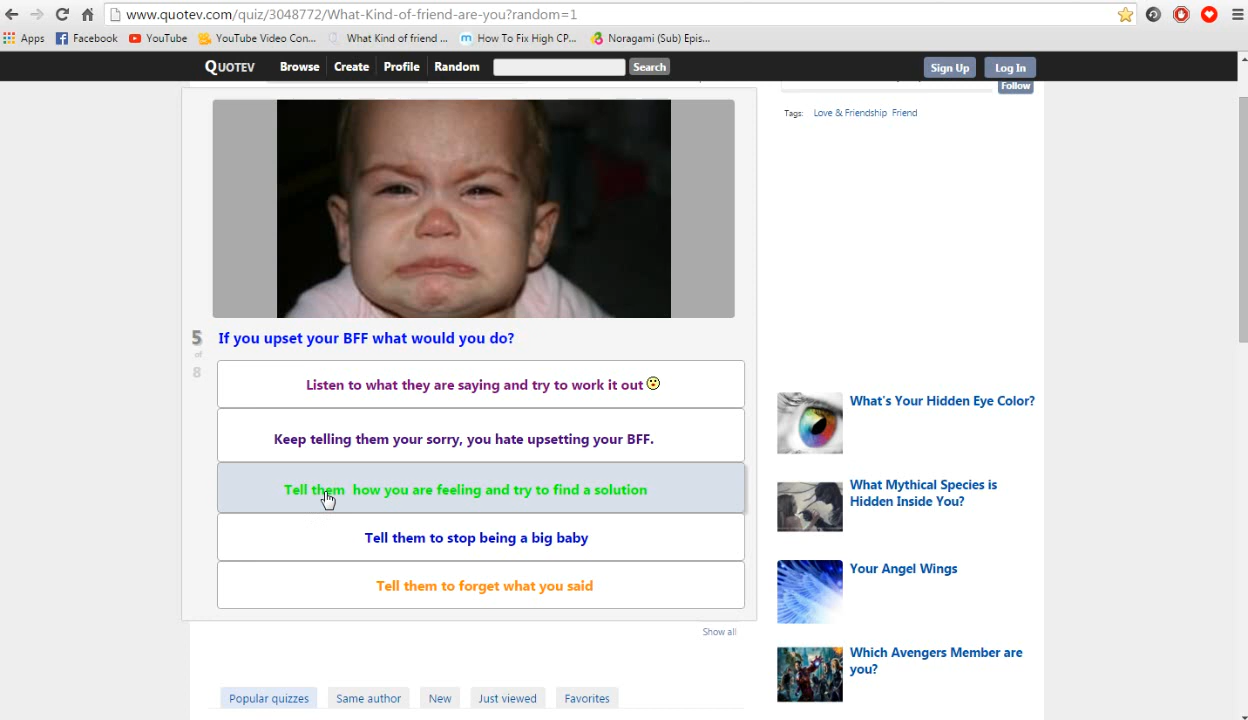 www.quotev.com/quiz/3048772/What-Kind-of-friend-are-you?random=1
Apps Facebook YouTube YouTube Video Con... What Kind of friend ... How To Fix High CP... Noragami (Sub) Epis...
QUOTEV Browse Create Profile Random Search Sign Up Log In
Follow
Tags: Love & Friendship Friend
5 of 8
If you upset your BFF what would you do?
Listen to what they are saying and try to work it out
Keep telling them your sorry, you hate upsetting your BFF.
Tell them how you are feeling and try to find a solution
Tell them to stop being a big baby
Tell them to forget what you said
Show all
Popular quizzes Same author New Just viewed Favorites
What's Your Hidden Eye Color?
What Mythical Species is
Hidden Inside You?
Your Angel Wings
Which Avengers Member are
you?